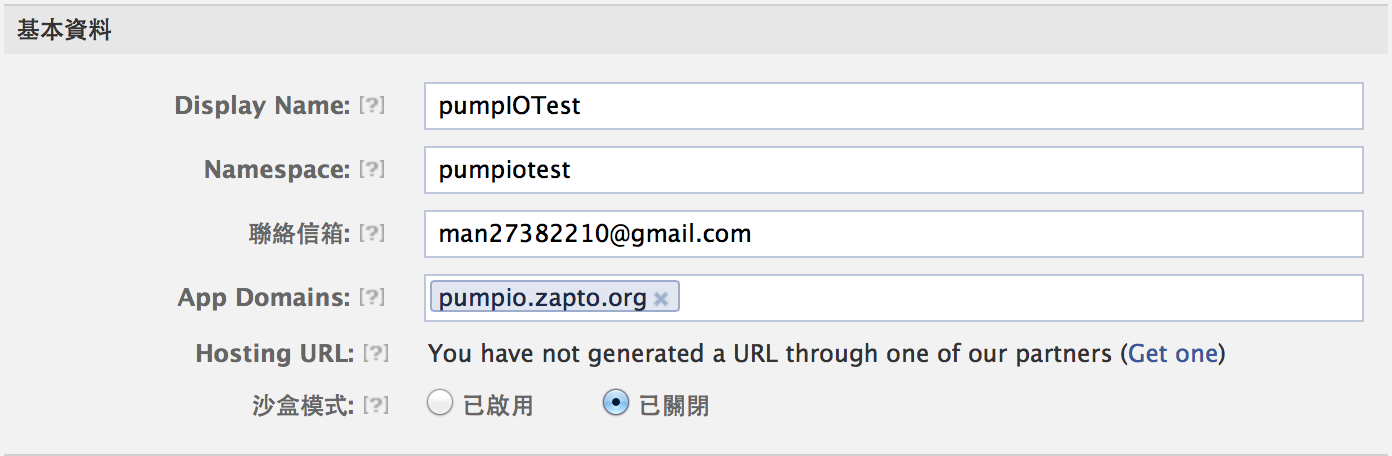 基本資料
Display Name: [?] pumpIOTest
Namespace: [?] pumpiotest
聯絡信箱: [?] man27382210@gmail.com
App Domains: [?] pumpio.zapto.org ×
Hosting URL: [?] You have not generated a URL through one of our partners (Get one)
沙盒模式: [?] 已啟用 已關閉